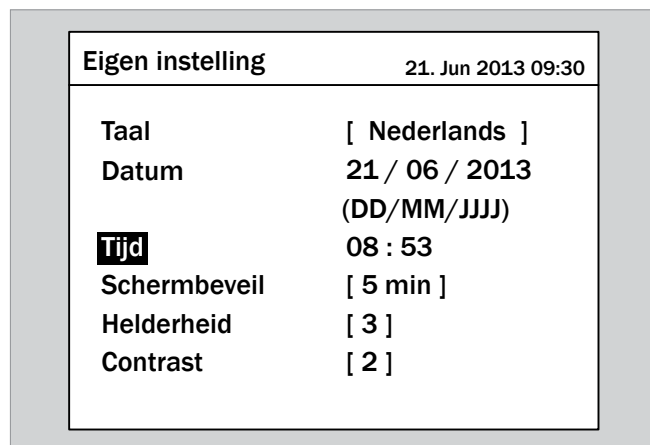 Eigen instelling 21. Jun 2013 09:30
Taal [ Nederlands ]
Datum 21 / 06 / 2013
(DD/MM/JJJJ)
Tijd 08 : 53
Schermbeveil [ 5 min ]
Helderheid [ 3 ]
Contrast [ 2 ]